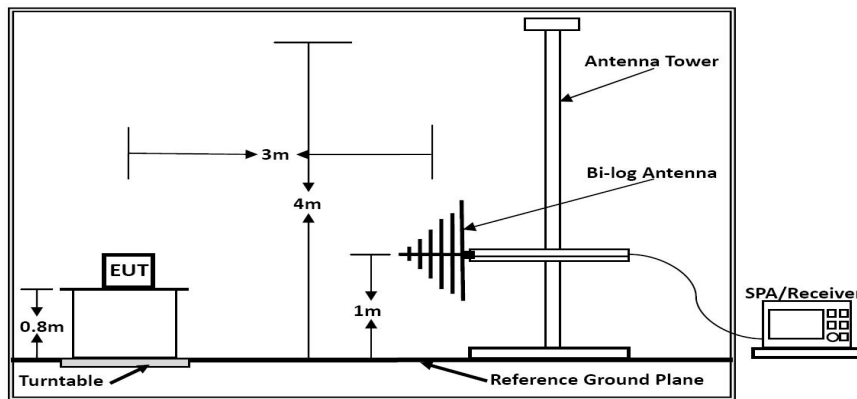 Antenna Tower
3m
Bi-log Antenna
4m
EUT
SPA/Receiver
0.8m
1m
Turntable
Reference Ground Plane